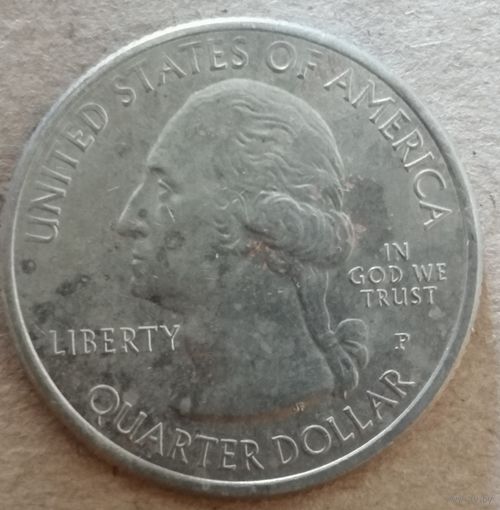 UNITED STATES OF AMERICA
IN
GOD WE
TRUST
LIBERTY
P
QUARTER DOLLAR